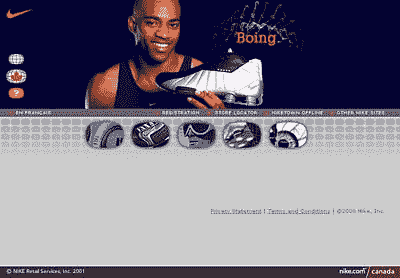 Boing.
?
EN FRANÇAIS
REGISTRATION
STORE LOCATOR
NIKETOWN OFFLINE
OTHER NIKE SITES
Privacy Statement | Terms and Conditions | ©2000 Nike, Inc.
© NIKE Retail Services, Inc. 2001
nike.com canada